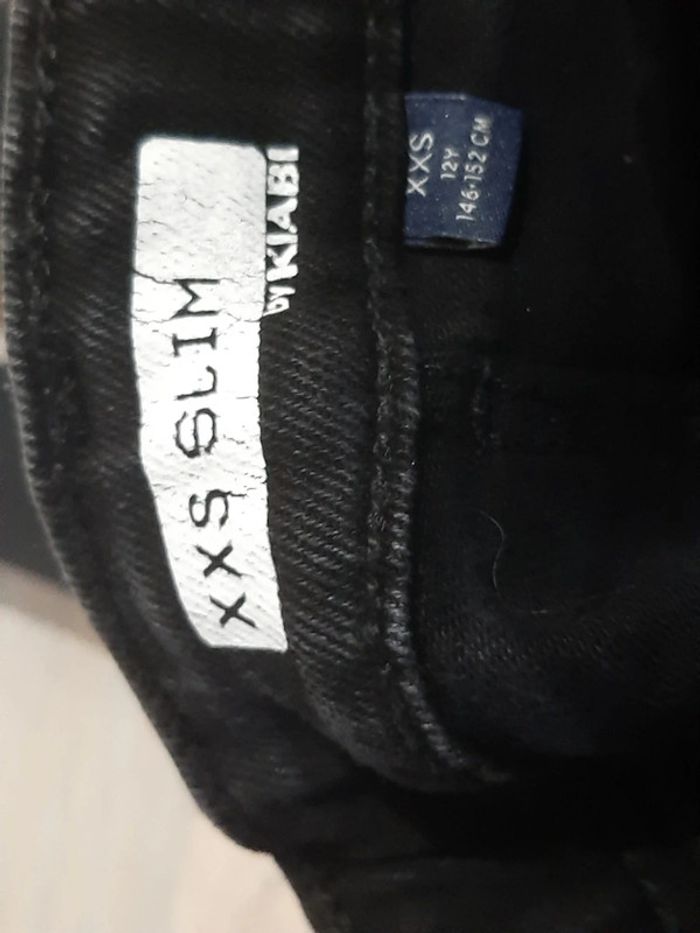 XXS SLIM
by KIABI
XXS
12Y
146-152 CM